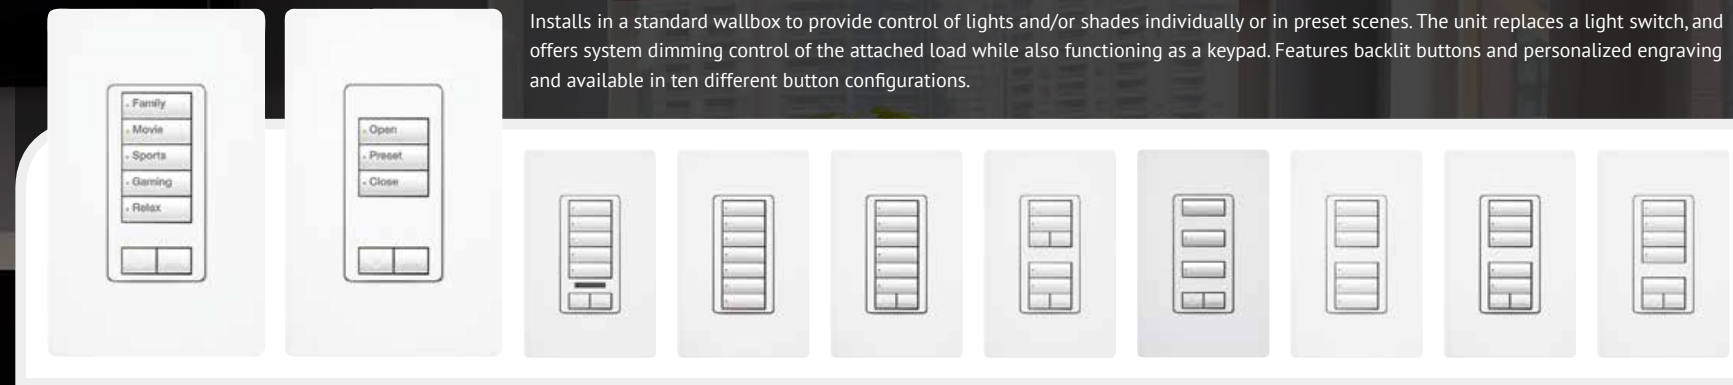 Installs in a standard wallbox to provide control of lights and/or shades individually or in preset scenes. The unit replaces a light switch, and
offers system dimming control of the attached load while also functioning as a keypad. Features backlit buttons and personalized engraving
and available in ten different button configurations.
Family
Movie
Sports
Gaming
Relax
Open
Preset
Close